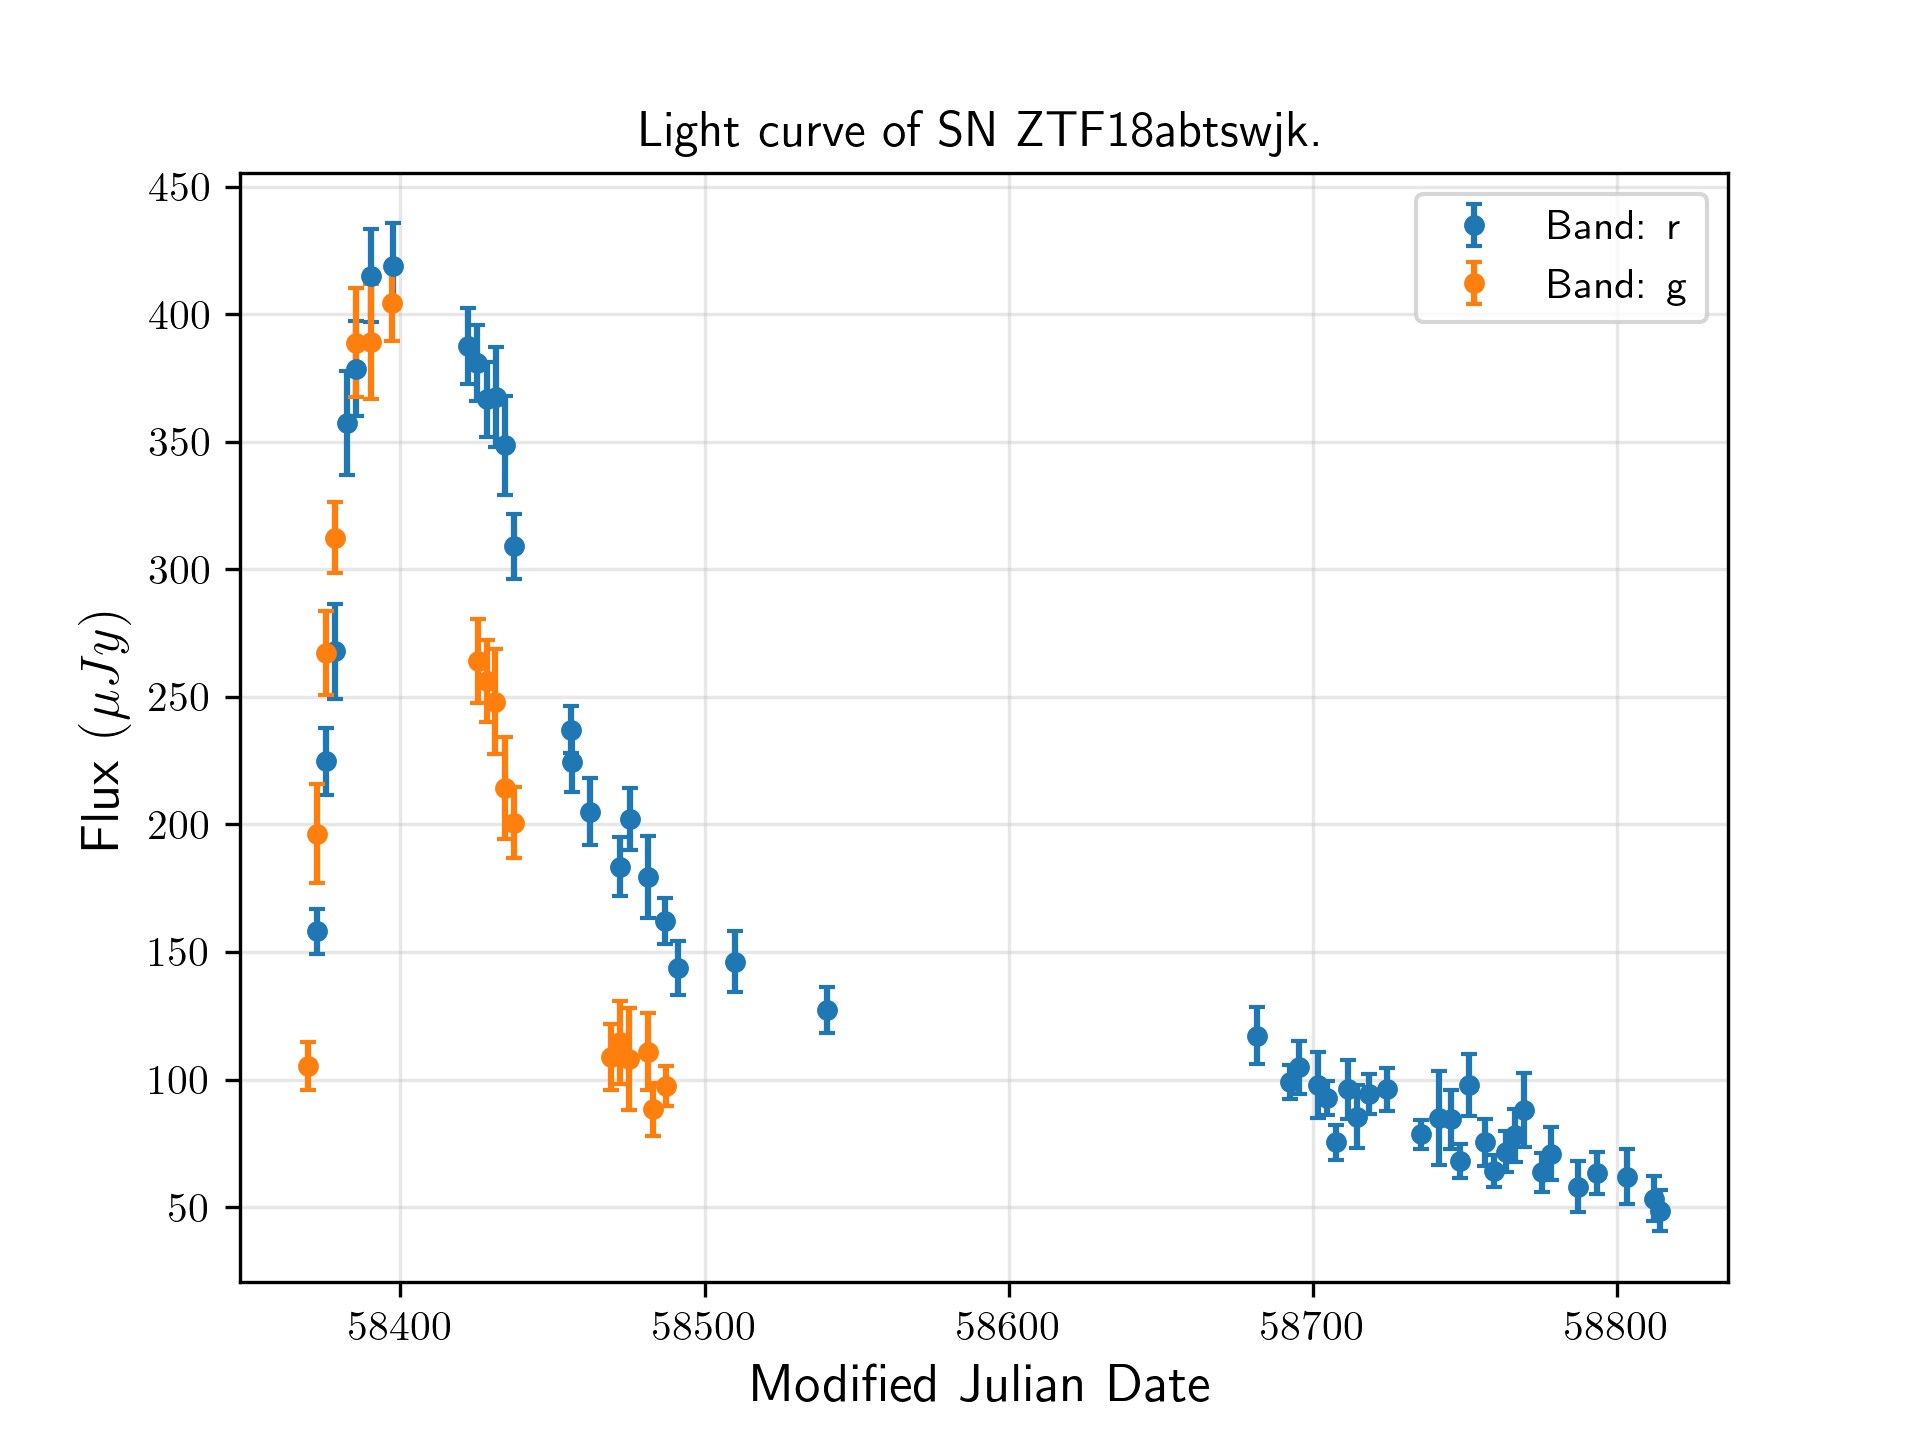 Light curve of SN ZTF18abtswjk.
Band: r
Band: g
450
400
350
300
250
200
150
100
50
Flux (μJy)
58400 58500 58600 58700 58800
Modified Julian Date